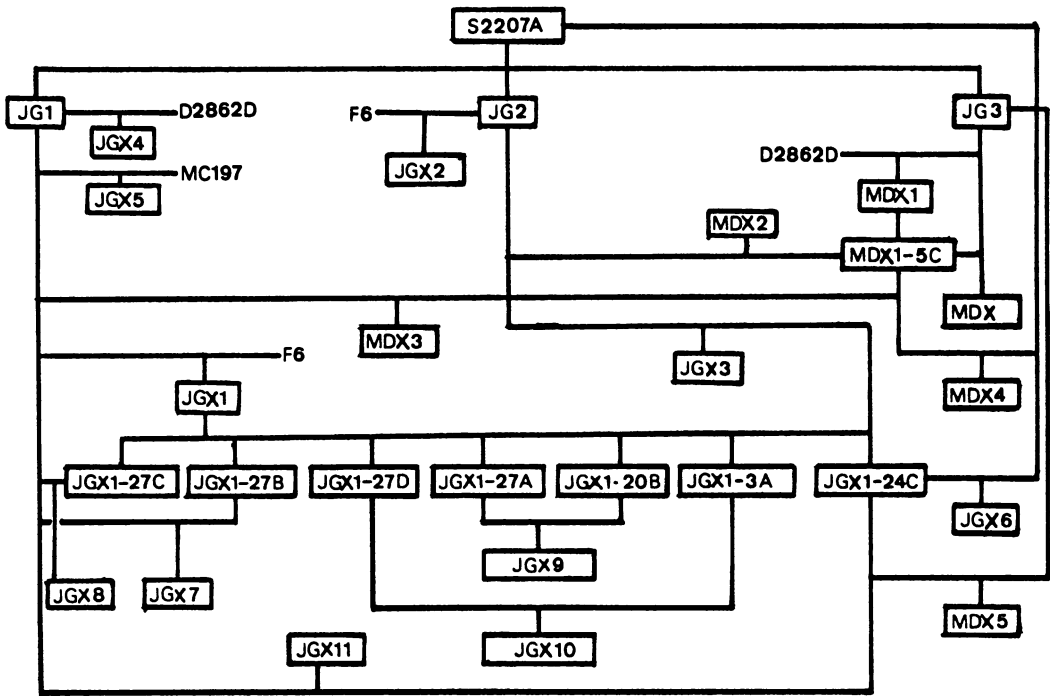 S2207A
JG1
D2862D
F6
JG2
JG3
JGX4
JGX2
D2862D
MC197
JGX5
MDX1
MDX2
MDX1-5C
MDX
MDX3
JGX3
F6
JGX1
MDX4
JGX1-27C
JGX1-27B
JGX1-27D
JGX1-27A
JGX1-20B
JGX1-3A
JGX1-24C
JGX6
JGX9
JGX8
JGX7
MDX5
JGX11
JGX10